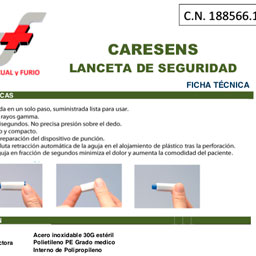 C.N. 188566.1
CARESENS
LANCETA DE SEGURIDAD
UAL y FURIO
FICHA TÉCNICA
CAS
da en un solo paso, suministrada lista para usar.
rayos gamma.
isegundos. No precisa presión sobre el dedo.
o y compacto.
reparación del dispositivo de punción.
luta retracción automática de la aguja en el alojamiento de plástico tras la perforación.
guja en fracción de segundos minimiza el dolor y aumenta la comodidad del paciente.
S
Acero inoxidable 30G estéril
ctora Polietileno PE Grado medico
Interno de Polipropileno